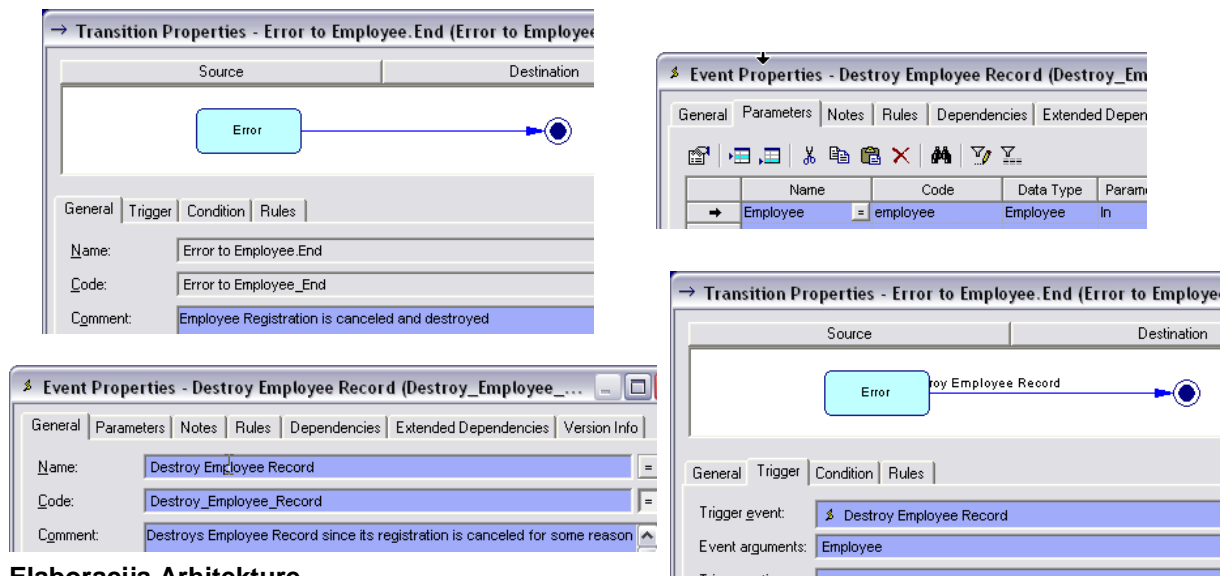 Transition Properties - Error to Employee.End (Error to Employee
Source Destination
Error
General Trigger Condition Rules
Name: Error to Employee.End
Code: Error to Employee_End
Comment: Employee Registration is canceled and destroyed
Event Properties - Destroy Employee Record (Destroy_Em
General Parameters Notes Rules Dependencies Extended Depen
Name Code Data Type Param
Employee = employee Employee In
Event Properties - Destroy Employee Record (Destroy_Employee_...
General Parameters Notes Rules Dependencies Extended Dependencies Version Info
Name: Destroy Employee Record =
Code: Destroy_Employee_Record =
Comment: Destroys Employee Record since its registration is canceled for some reason
Transition Properties - Error to Employee.End (Error to Employee
Source Destination
Error roy Employee Record
General Trigger Condition Rules
Trigger event: Destroy Employee Record
Event arguments: Employee
Elaboracija Arhitekture